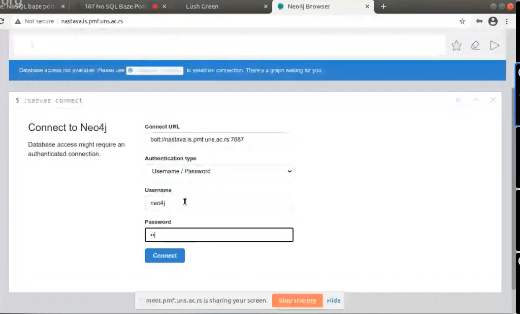 NoSQL baze pod
187 No SQL Baze Pod
Lush Green
Neo4j Browser
Not secure | nastava.is.pmf.uns.ac.rs
Database access not available. Please use
to establish connection. There's a graph waiting for you.
$ :server connect
Connect to Neo4j
Database access might require an
authenticated connection.
Connect URL
bolt://nastava.is.pmf.uns.ac.rs:7687
Authentication type
Username / Password
Username
neo4j
Password
••
Connect
meet.pmf.uns.ac.rs is sharing your screen.
Stop sharing
Hide